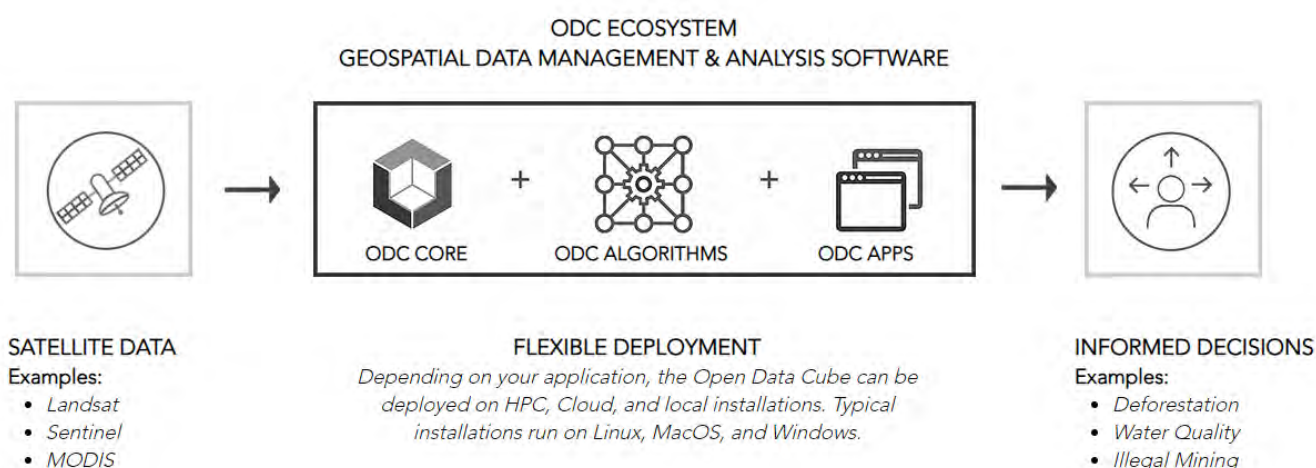 ODC ECOSYSTEM
GEOSPATIAL DATA MANAGEMENT & ANALYSIS SOFTWARE
+
+
ODC CORE
ODC ALGORITHMS
ODC APPS
SATELLITE DATA
Examples:
• Landsat
• Sentinel
• MODIS
FLEXIBLE DEPLOYMENT
Depending on your application, the Open Data Cube can be
deployed on HPC, Cloud, and local installations. Typical
installations run on Linux, MacOS, and Windows.
INFORMED DECISIONS
Examples:
• Deforestation
• Water Quality
• Illegal Mining